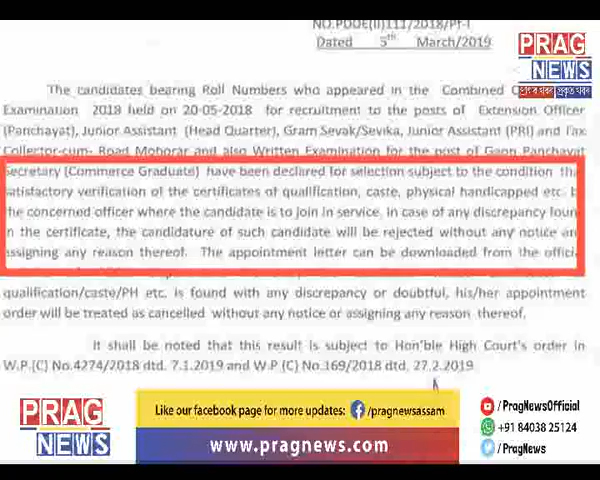 NO.PDDE(II)111/2018/Pt-I
Dated 5th March/2019
PRAG
NEWS
The candidates bearing Roll Numbers who appeared in the Combined
Examination 2018 held on 20-05-2018 for recruitment to the posts of Extension Officer
(Panchayat), Junior Assistant (Head Quarter), Gram Sevak/Sevika, Junior Assistant (PRI) and Tax
Collector-cum- Road Mohorar and also Written Examination for the post of Gaon Panchayat
Secretary (Commerce Graduate) have been declared for selection subject to the condition tha
satisfactory verification of the certificates of qualification, caste, physical handicapped etc. b
the concerned officer where the candidate is to join in service, in case of any discrepancy foun
in the certificate, the candidature of such candidate will be rejected without any notice
assigning any reason thereof. The appointment letter can be downloaded from the offici
qualification/caste/PH etc. is found with any discrepancy or doubtful, his/her appointment
order will be treated as cancelled without any notice or assigning any reason thereof.
It shall be noted that this result is subject to Hon'ble High Court's order in
W.P.(C) No.4274/2018 dtd. 7.1.2019 and W.P (C) No.169/2018 dtd. 27.2.2019
PRAG
NEWS
Like our facebook page for more updates: f /pragnewsassam
www.pragnews.com
/PragNewsOfficial
+91 84038 25124
/PragNews